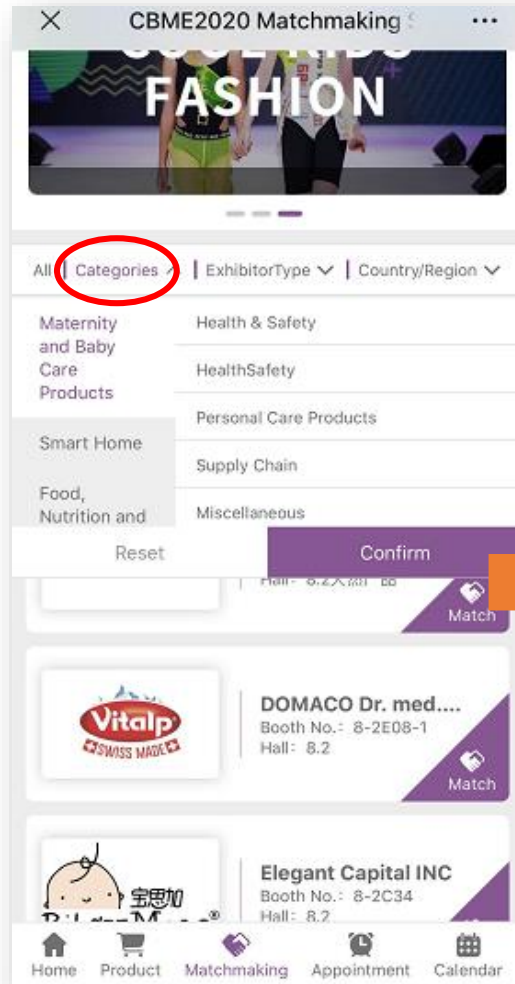 CBME2020 Matchmaking
FASHION
All Categories ExhibitorType Country/Region
Maternity
and Baby
Care
Products
Smart Home
Food,
Nutrition and
Health & Safety
HealthSafety
Personal Care Products
Supply Chain
Miscellaneous
Reset Confirm
Match
Vitalp
SWISS MADE
DOMACO Dr. med....
Booth No.: 8-2E08-1
Hall: 8.2
Match
宝思加
Elegant Capital INC
Booth No.: 8-2C34
Hall: 8.2
Home Product Matchmaking Appointment Calendar